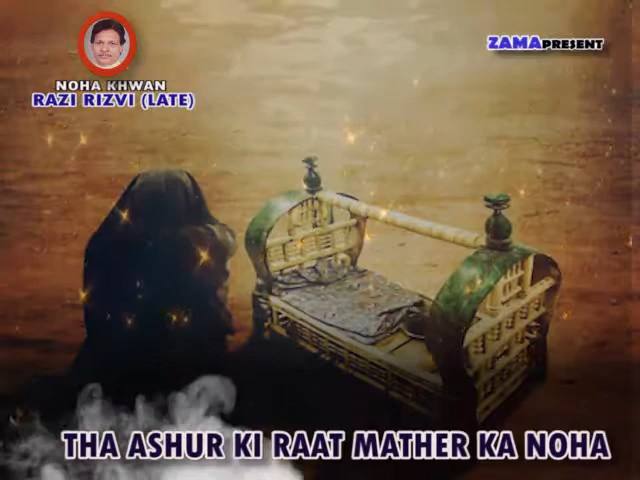 ZAMA PRESENT
NOHA KHWAN
RAZI RIZVI (LATE)
THA ASHUR KI RAAT MATHER KA NOHA